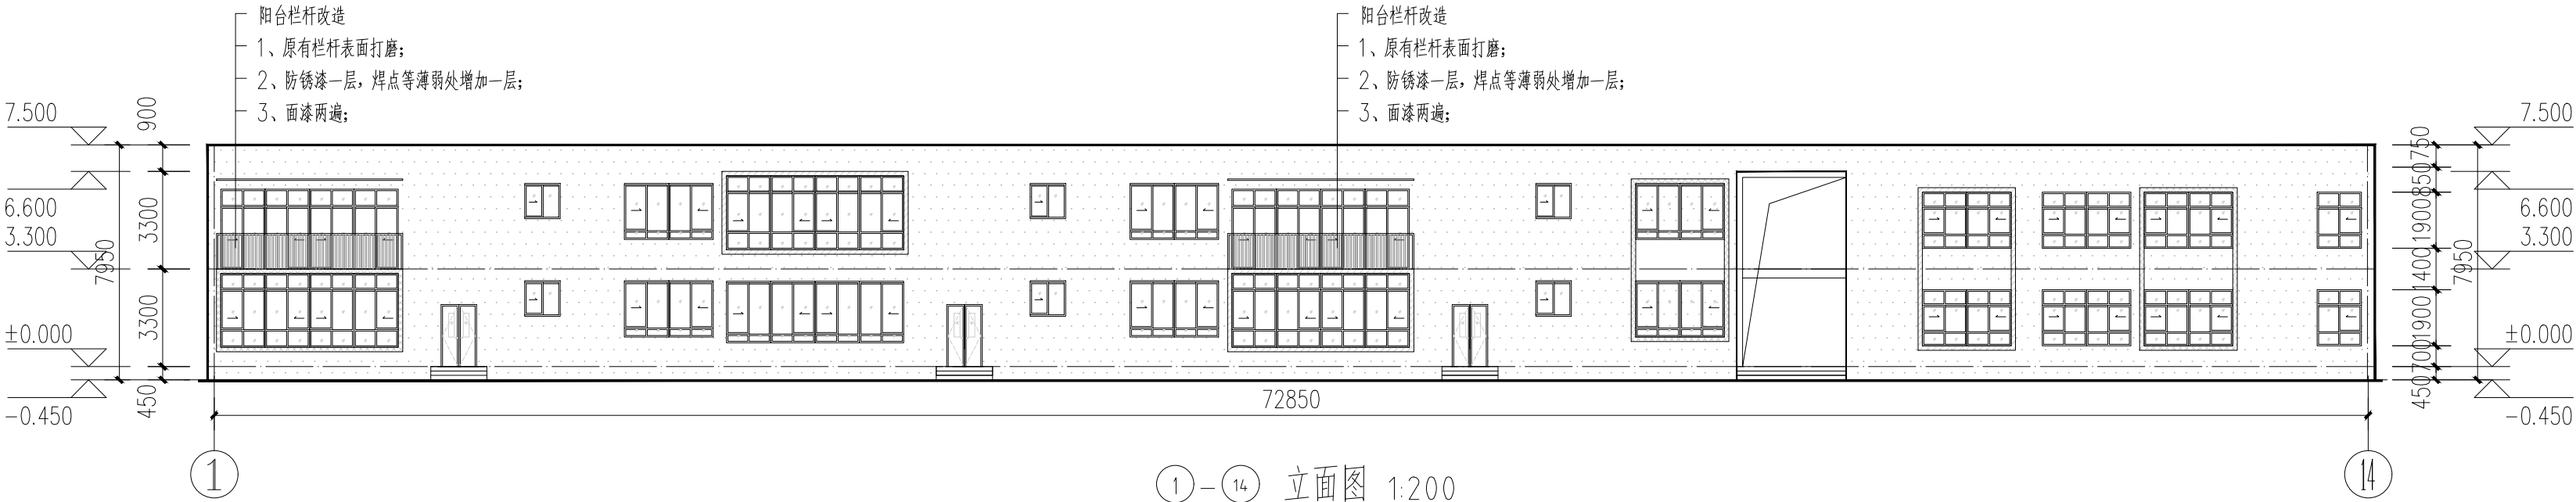 阳台栏杆改造
1、原有栏杆表面打磨；
2、防锈漆一层，焊点等薄弱处增加一层；
3、面漆两遍；
阳台栏杆改造
1、原有栏杆表面打磨；
2、防锈漆一层，焊点等薄弱处增加一层；
3、面漆两遍；
7.500
6.600
3.300
±0.000
-0.450
900
3300
3300
450
7950
7.500
6.600
3.300
±0.000
-0.450
750
850
1900
1400
1900
700
450
7950
72850
1
14
1 - 14 立面图 1:200